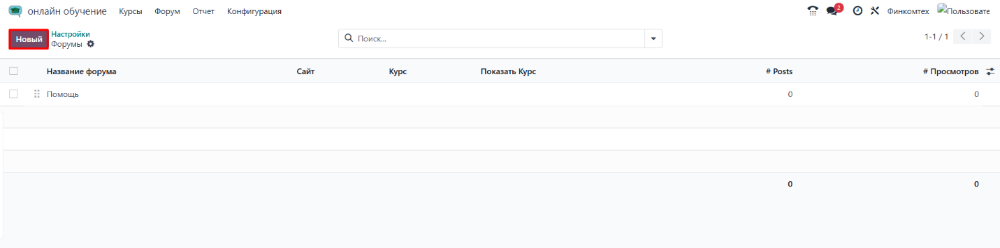 онлайн обучение Курсы Форум Отчет Конфигурация 2 Финкомтех Пользовате
Новый Настройки
Форумы Поиск... 1-1 / 1
Название форума Сайт Курс Показать Курс # Posts # Просмотров
Помощь 0 0
0 0